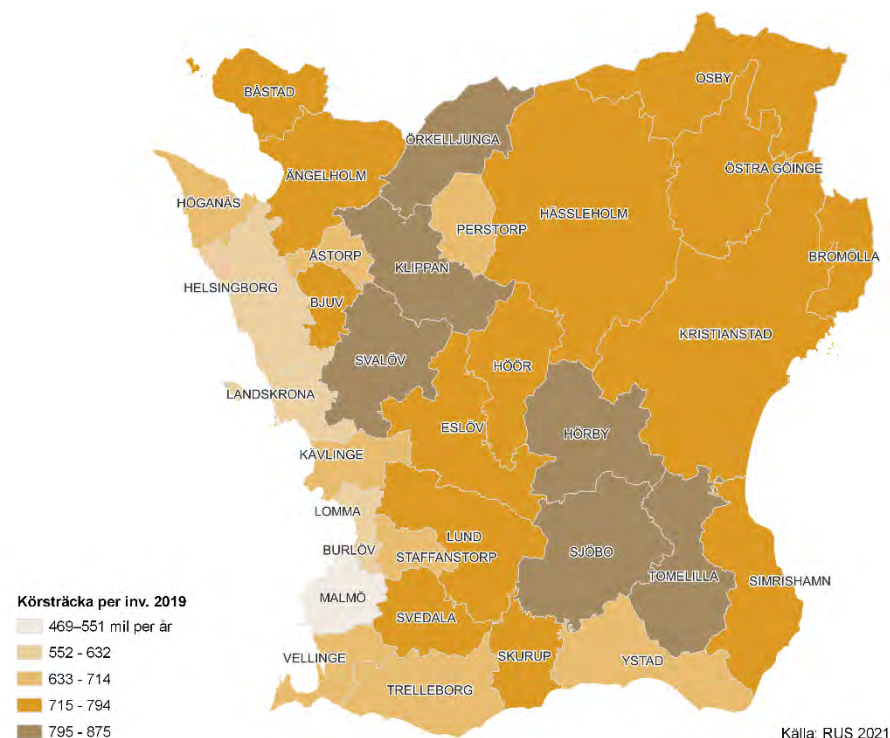 OSBY
BÅSTAD
ÖRKELLJUNGA
ÖSTRA GÖINGE
ÄNGELHOLM
HÖGANÄS
HÄSSLEHOLM
PERSTORP
ÅSTORP
BROMÖLLA
KLIPPAN
HELSINGBORG
BJUV
KRISTIANSTAD
SVALÖV
HÖÖR
LANDSKRONA
ESLÖV
HÖRBY
KÄVLINGE
LOMMA
LUND
BURLÖV
STAFFANSTORP
SJÖBO
TOMELILLA
SIMRISHAMN
MALMÖ
SVEDALA
VELLINGE
SKURUP
YSTAD
TRELLEBORG
Körsträcka per inv. 2019
469–551 mil per år
552 - 632
633 - 714
715 - 794
795 - 875
Källa: RUS 2021